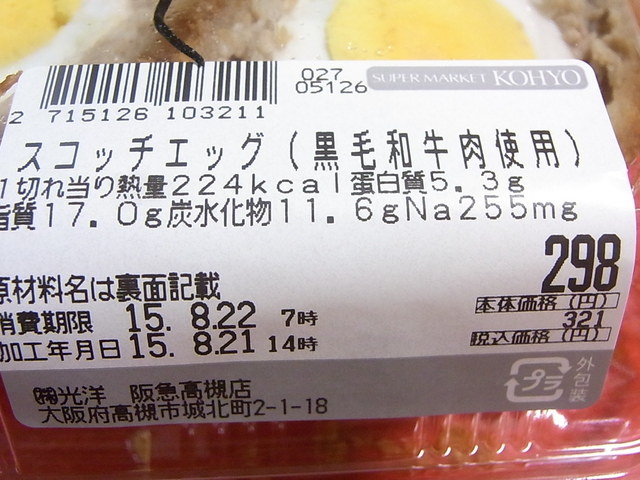 027
05126
SUPER MARKET KOHYO
2 715126 103211
スコッチエッグ(黒毛和牛肉使用)
1切れ当り熱量224kcal蛋白質5.3g
脂質17.0g炭水化物11.6gNa255mg
298
原材料名は裏面記載
本体価格(円)
消費期限 15. 8.22 7時
321
税込価格(円)
加工年月日 15. 8.21 14時
プラ
外包装
㈱光洋 阪急高槻店
大阪府高槻市城北町2-1-18